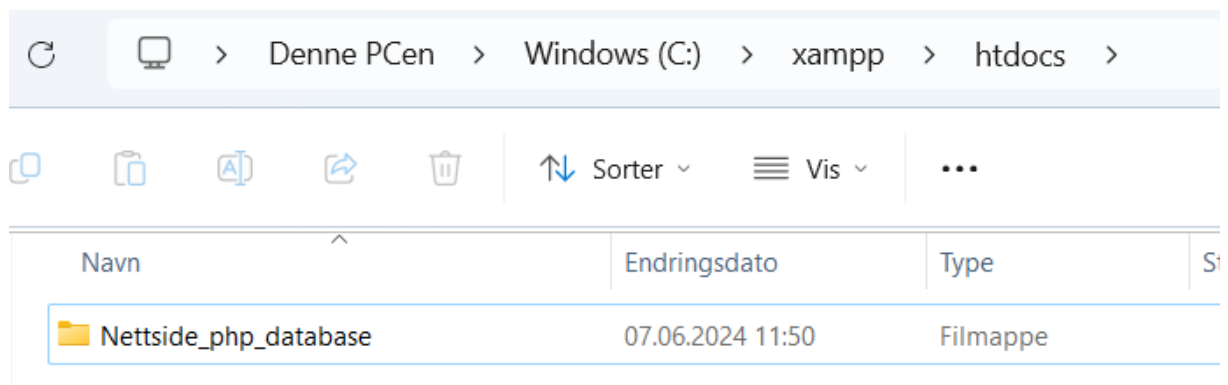 Denne PCen > Windows (C:) > xampp > htdocs >
Sorter Vis
Navn Endringsdato Type
Nettside_php_database 07.06.2024 11:50 Filmappe